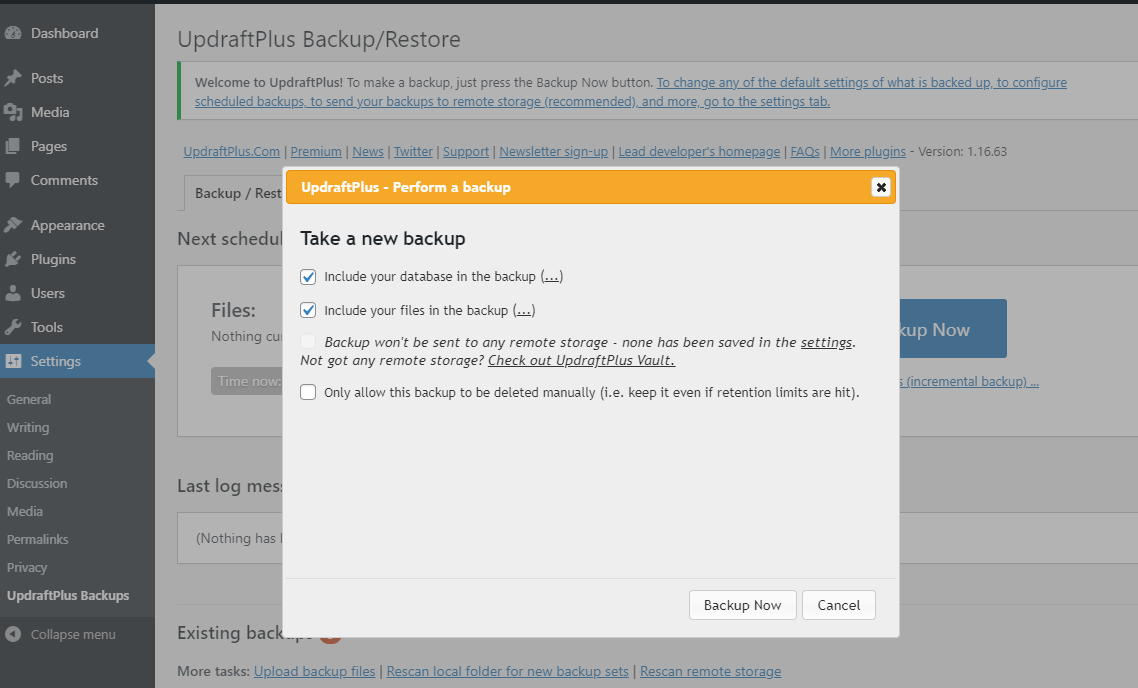 Dashboard
Posts
Media
Pages
Comments
Appearance
Plugins
Users
Tools
Settings
General
Writing
Reading
Discussion
Media
Permalinks
Privacy
UpdraftPlus Backups
Collapse menu
UpdraftPlus Backup/Restore
Welcome to UpdraftPlus! To make a backup, just press the Backup Now button. To change any of the default settings of what is backed up, to configure
scheduled backups, to send your backups to remote storage (recommended), and more, go to the settings tab.
UpdraftPlus.Com | Premium | News | Twitter | Support | Newsletter sign-up | Lead developer's homepage | FAQs | More plugins - Version: 1.16.63
Backup / Rest
Next schedul
Files:
Nothing cur
Time now:
kup Now
s (incremental backup) ...
Last log mess
(Nothing has
Existing backups
More tasks: Upload backup files | Rescan local folder for new backup sets | Rescan remote storage
UpdraftPlus - Perform a backup
Take a new backup
Include your database in the backup (...)
Include your files in the backup (...)
Backup won't be sent to any remote storage - none has been saved in the settings.
Not got any remote storage? Check out UpdraftPlus Vault.
Only allow this backup to be deleted manually (i.e. keep it even if retention limits are hit).
Backup Now
Cancel